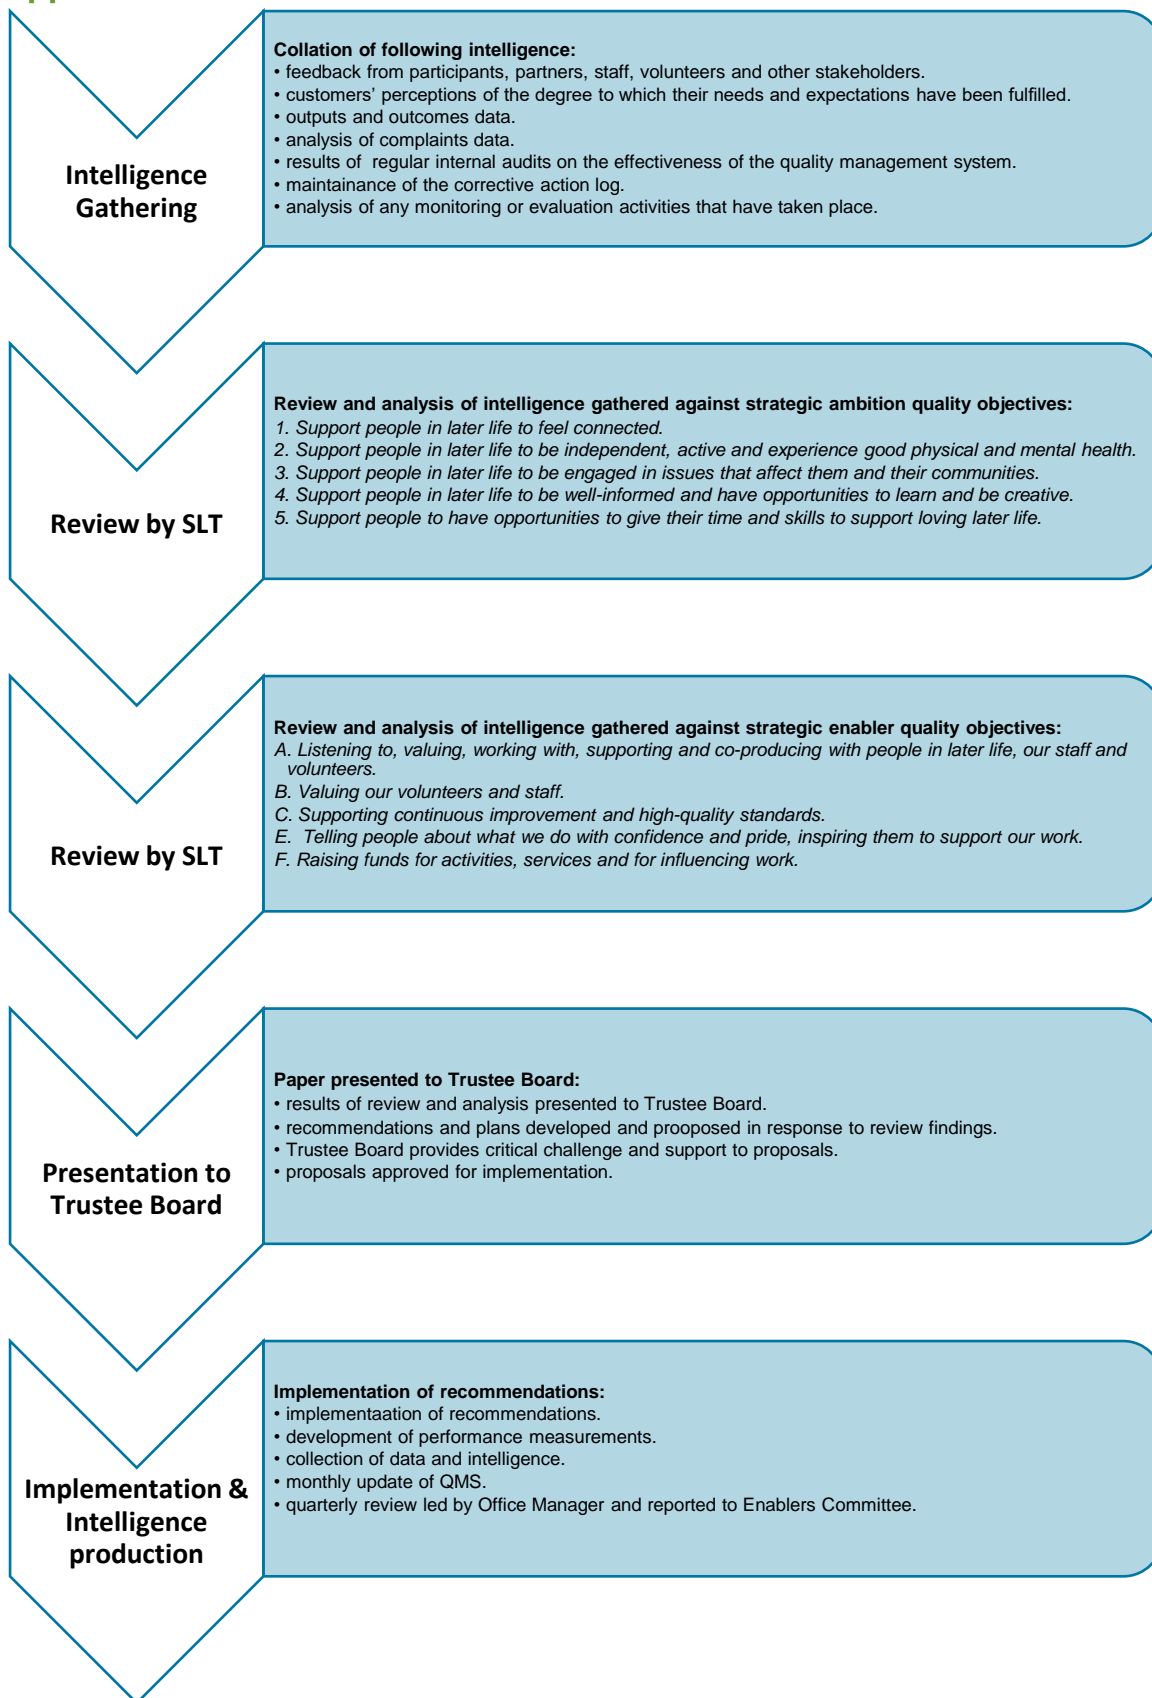 Intelligence
Gathering
Collation of following intelligence:
• feedback from participants, partners, staff, volunteers and other stakeholders.
• customers' perceptions of the degree to which their needs and expectations have been fulfilled.
• outputs and outcomes data.
• analysis of complaints data.
• results of  regular internal audits on the effectiveness of the quality management system.
• maintainance of the corrective action log.
• analysis of any monitoring or evaluation activities that have taken place.
Review by SLT
Review and analysis of intelligence gathered against strategic ambition quality objectives:
1. Support people in later life to feel connected.
2. Support people in later life to be independent, active and experience good physical and mental health.
3. Support people in later life to be engaged in issues that affect them and their communities.
4. Support people in later life to be well-informed and have opportunities to learn and be creative.
5. Support people to have opportunities to give their time and skills to support loving later life.
Review by SLT
Review and analysis of intelligence gathered against strategic enabler quality objectives:
A. Listening to, valuing, working with, supporting and co-producing with people in later life, our staff and
volunteers.
B. Valuing our volunteers and staff.
C. Supporting continuous improvement and high-quality standards.
E.  Telling people about what we do with confidence and pride, inspiring them to support our work.
F. Raising funds for activities, services and for influencing work.
Presentation to
Trustee Board
Paper presented to Trustee Board:
• results of review and analysis presented to Trustee Board.
• recommendations and plans developed and prooposed in response to review findings.
• Trustee Board provides critical challenge and support to proposals.
• proposals approved for implementation.
Implementation &
Intelligence
production
Implementation of recommendations:
• implementaation of recommendations.
• development of performance measurements.
• collection of data and intelligence.
• monthly update of QMS.
• quarterly review led by Office Manager and reported to Enablers Committee.